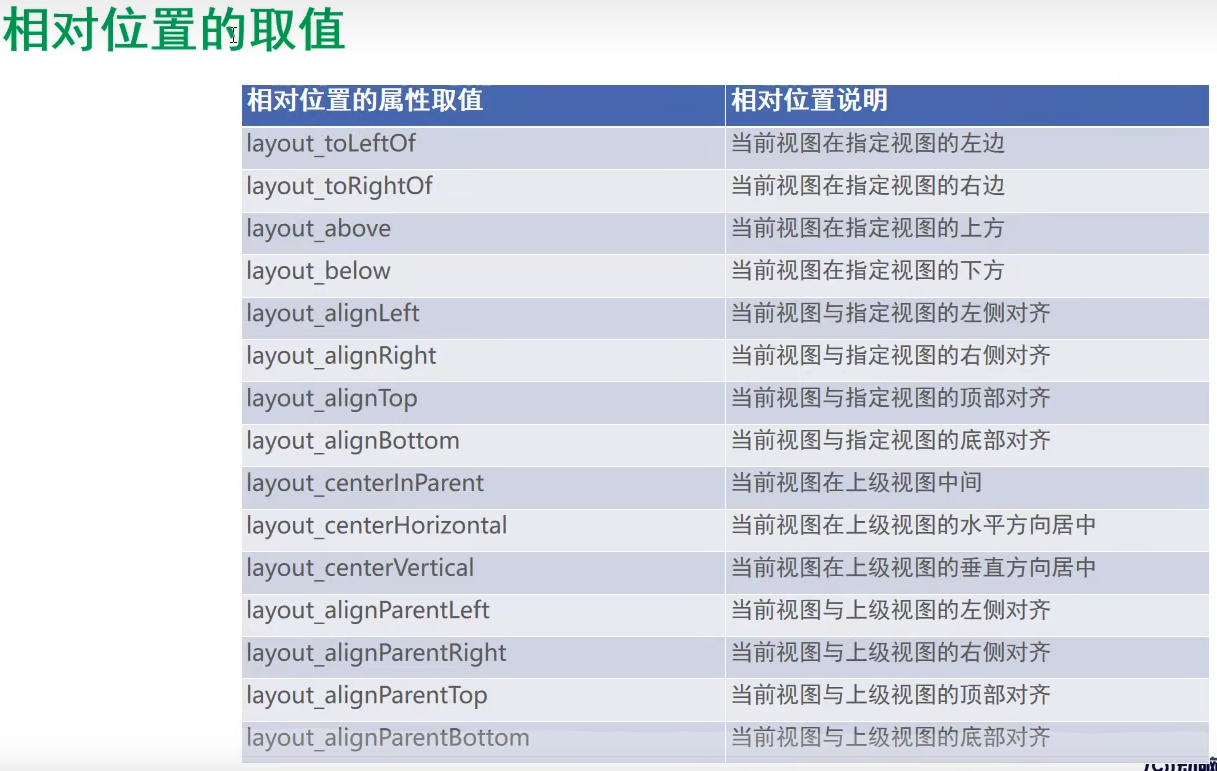 相对位置的取值
相对位置的属性取值 相对位置说明
layout_toLeftOf 当前视图在指定视图的左边
layout_toRightOf 当前视图在指定视图的右边
layout_above 当前视图在指定视图的上方
layout_below 当前视图在指定视图的下方
layout_alignLeft 当前视图与指定视图的左侧对齐
layout_alignRight 当前视图与指定视图的右侧对齐
layout_alignTop 当前视图与指定视图的顶部对齐
layout_alignBottom 当前视图与指定视图的底部对齐
layout_centerInParent 当前视图在上级视图中间
layout_centerHorizontal 当前视图在上级视图的水平方向居中
layout_centerVertical 当前视图在上级视图的垂直方向居中
layout_alignParentLeft 当前视图与上级视图的左侧对齐
layout_alignParentRight 当前视图与上级视图的右侧对齐
layout_alignParentTop 当前视图与上级视图的顶部对齐
layout_alignParentBottom 当前视图与上级视图的底部对齐